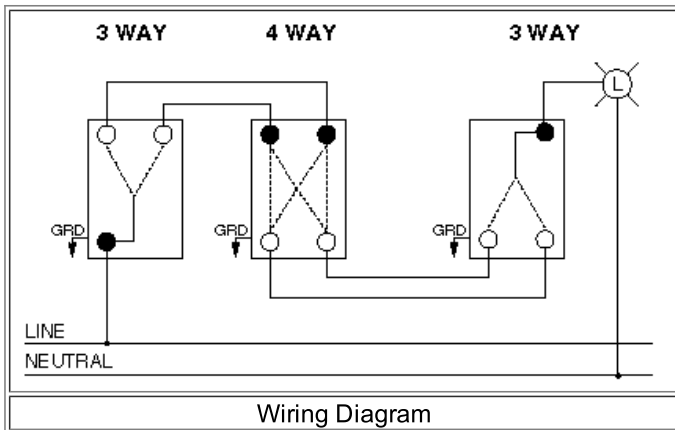 3 WAY 4 WAY 3 WAY
L
GRD GRD GRD
LINE
NEUTRAL
Wiring Diagram